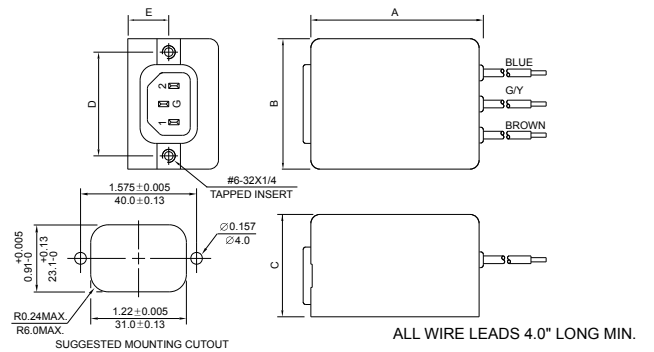 E
A
D
2
G
1
B
BLUE
G/Y
BROWN
#6-32X1/4
TAPPED INSERT
1.575±0.005
40.0±0.13
∅0.157
∅4.0
+0.005
0.91-0
+0.13
23.1-0
R0.24MAX.
R6.0MAX.
1.22±0.005
31.0±0.13
SUGGESTED MOUNTING CUTOUT
C
ALL WIRE LEADS 4.0" LONG MIN.